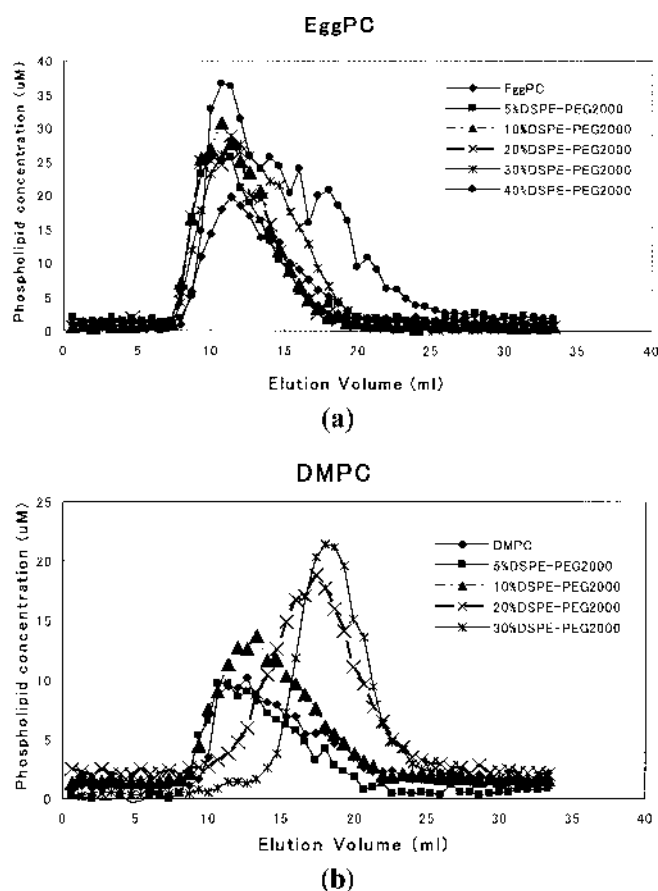 EggPC
Phospholipid concentration (uM)
40
35
30
25
20
15
10
5
0
EggPC
5%DSPE-PEG2000
10%DSPE-PEG2000
20%DSPE-PEG2000
30%DSPE-PEG2000
40%DSPE-PEG2000
0 5 10 15 20 25 30 35 40
Elution Volume (ml)
(a)
DMPC
Phospholipid concentration (uM)
25
20
15
10
5
0
DMPC
5%DSPE-PEG2000
10%DSPE-PEG2000
20%DSPE-PEG2000
30%DSPE-PEG2000
0 5 10 15 20 25 30 35 40
Elution Volume (ml)
(b)